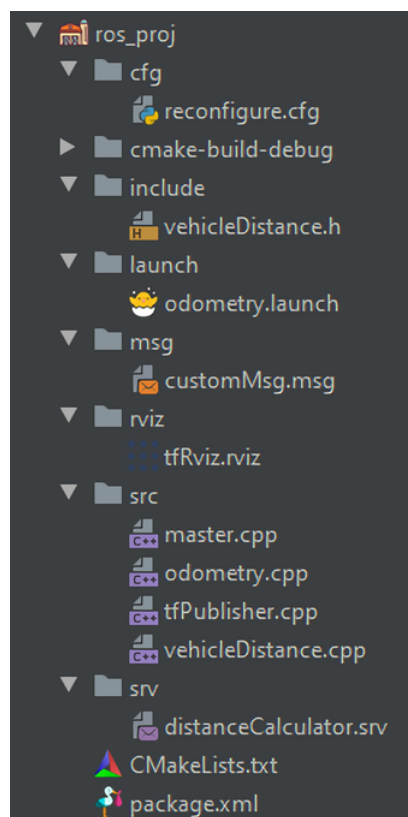 ros_proj
cfg
reconfigure.cfg
cmake-build-debug
include
vehicleDistance.h
launch
odometry.launch
msg
customMsg.msg
rviz
tfRviz.rviz
src
master.cpp
odometry.cpp
tfPublisher.cpp
vehicleDistance.cpp
srv
distanceCalculator.srv
CMakeLists.txt
package.xml